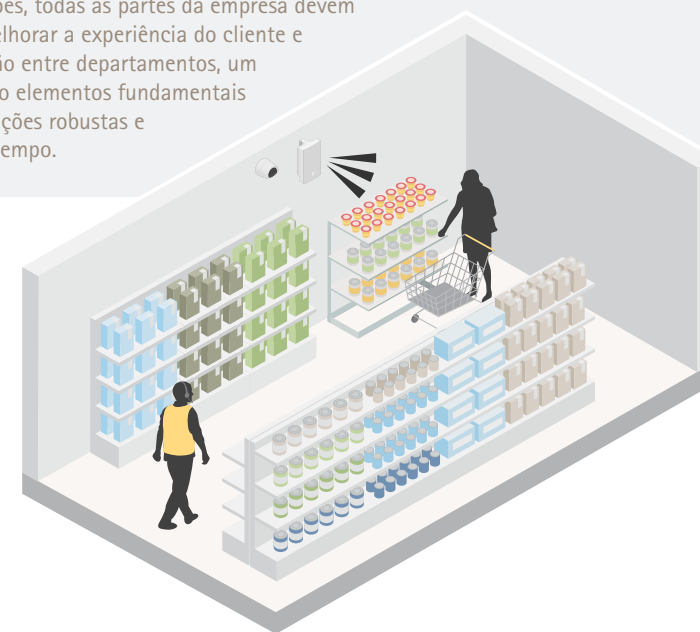 ões, todas as partes da empresa devem
elhorar a experiência do cliente e
ão entre departamentos, um
o elementos fundamentais
ções robustas e
empo.